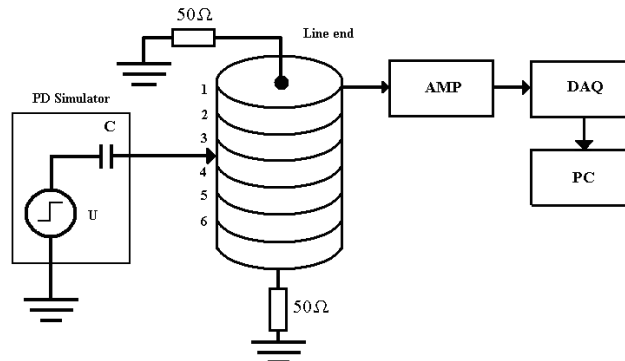 50Ω
Line end
PD Simulator
C
U
1
2
3
4
5
6
AMP
DAQ
PC
50Ω